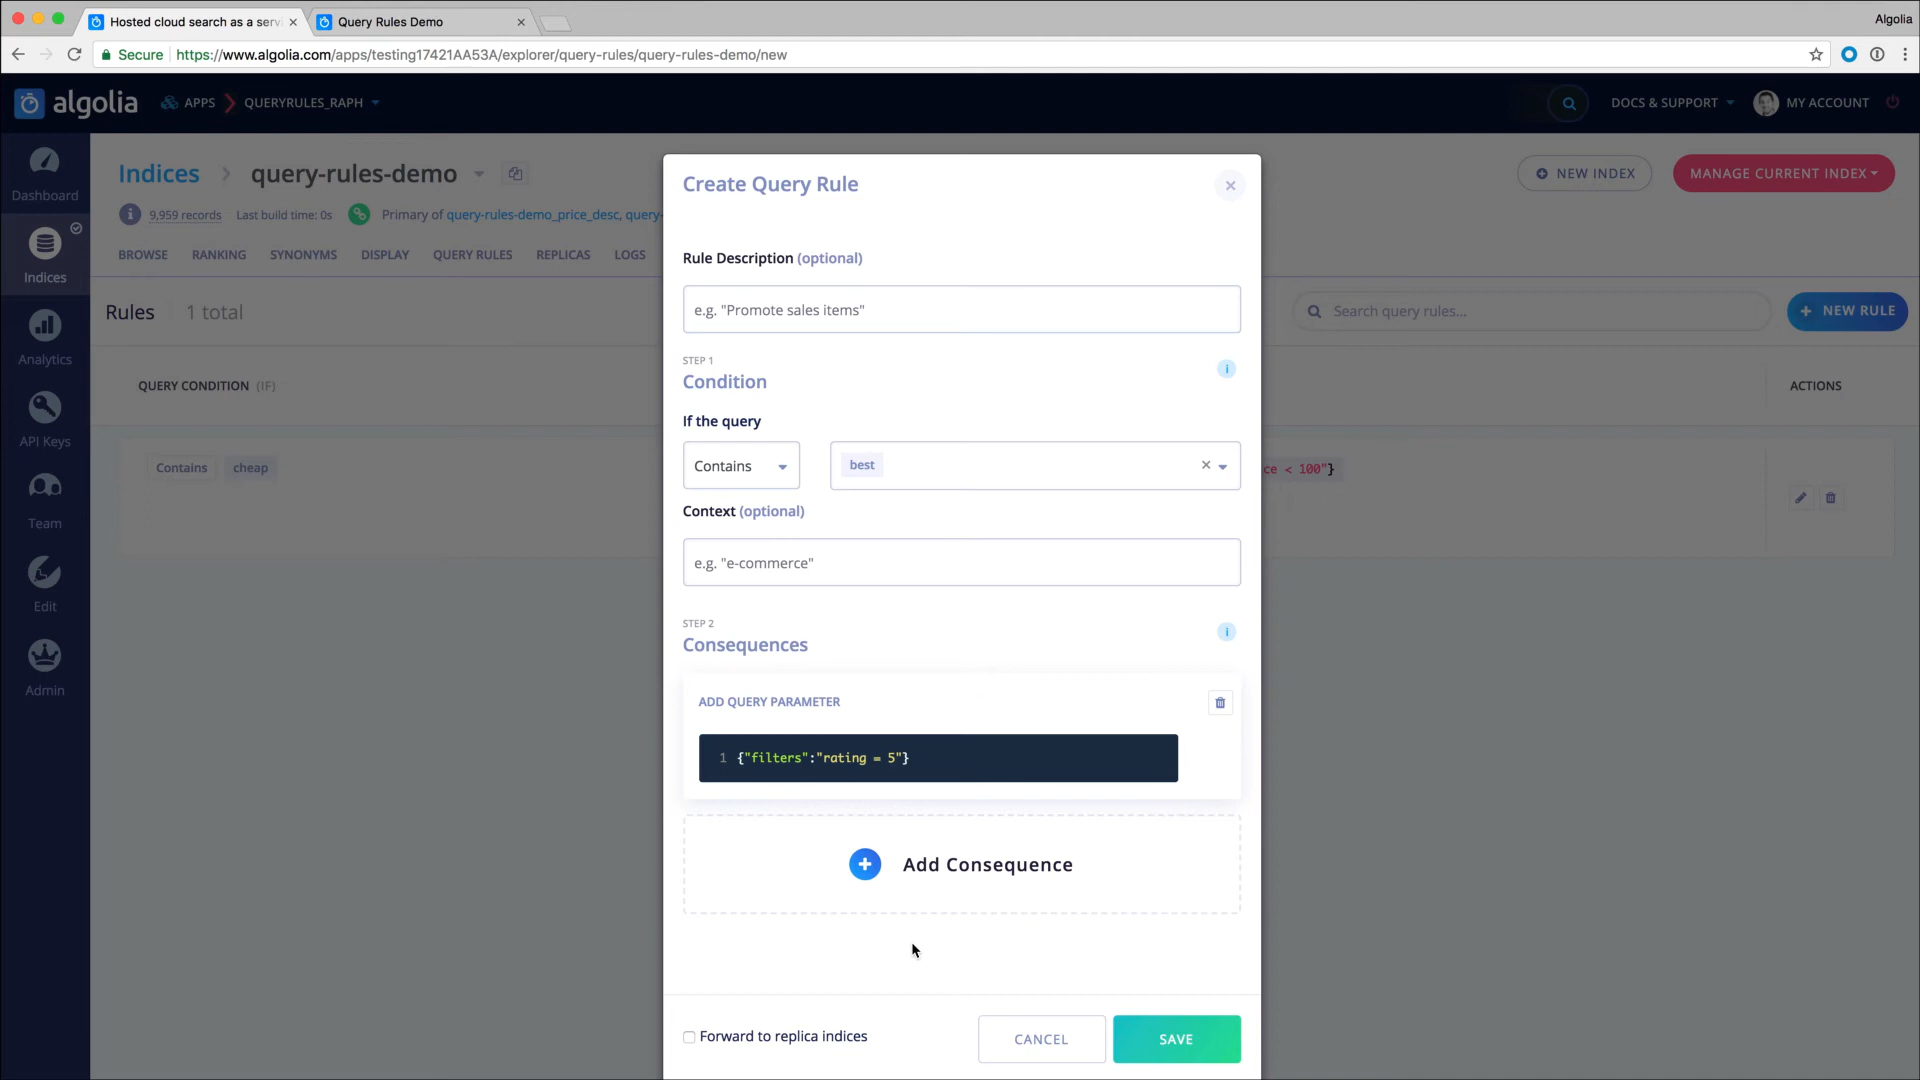 Hosted cloud search as a servi
Query Rules Demo
Algolia
Secure
https://www.algolia.com/apps/testing17421AA53A/explorer/query-rules/query-rules-demo/new
algolia
APPS
QUERYRULES_RAPH
DOCS & SUPPORT
MY ACCOUNT
Dashboard
Indices
Analytics
API Keys
Team
Edit
Admin
Indices
query-rules-demo
NEW INDEX
MANAGE CURRENT INDEX
9,959 records
Last build time: 0s
Primary of query-rules-demo_price_desc, query-
BROWSE
RANKING
SYNONYMS
DISPLAY
QUERY RULES
REPLICAS
LOGS
Rules
1 total
Search query rules...
+ NEW RULE
QUERY CONDITION (IF)
ACTIONS
Contains
cheap
ce < 100"}
Create Query Rule
Rule Description (optional)
e.g. "Promote sales items"
STEP 1
Condition
If the query
Contains
best
Context (optional)
e.g. "e-commerce"
STEP 2
Consequences
ADD QUERY PARAMETER
1 {"filters":"rating = 5"}
Add Consequence
Forward to replica indices
CANCEL
SAVE